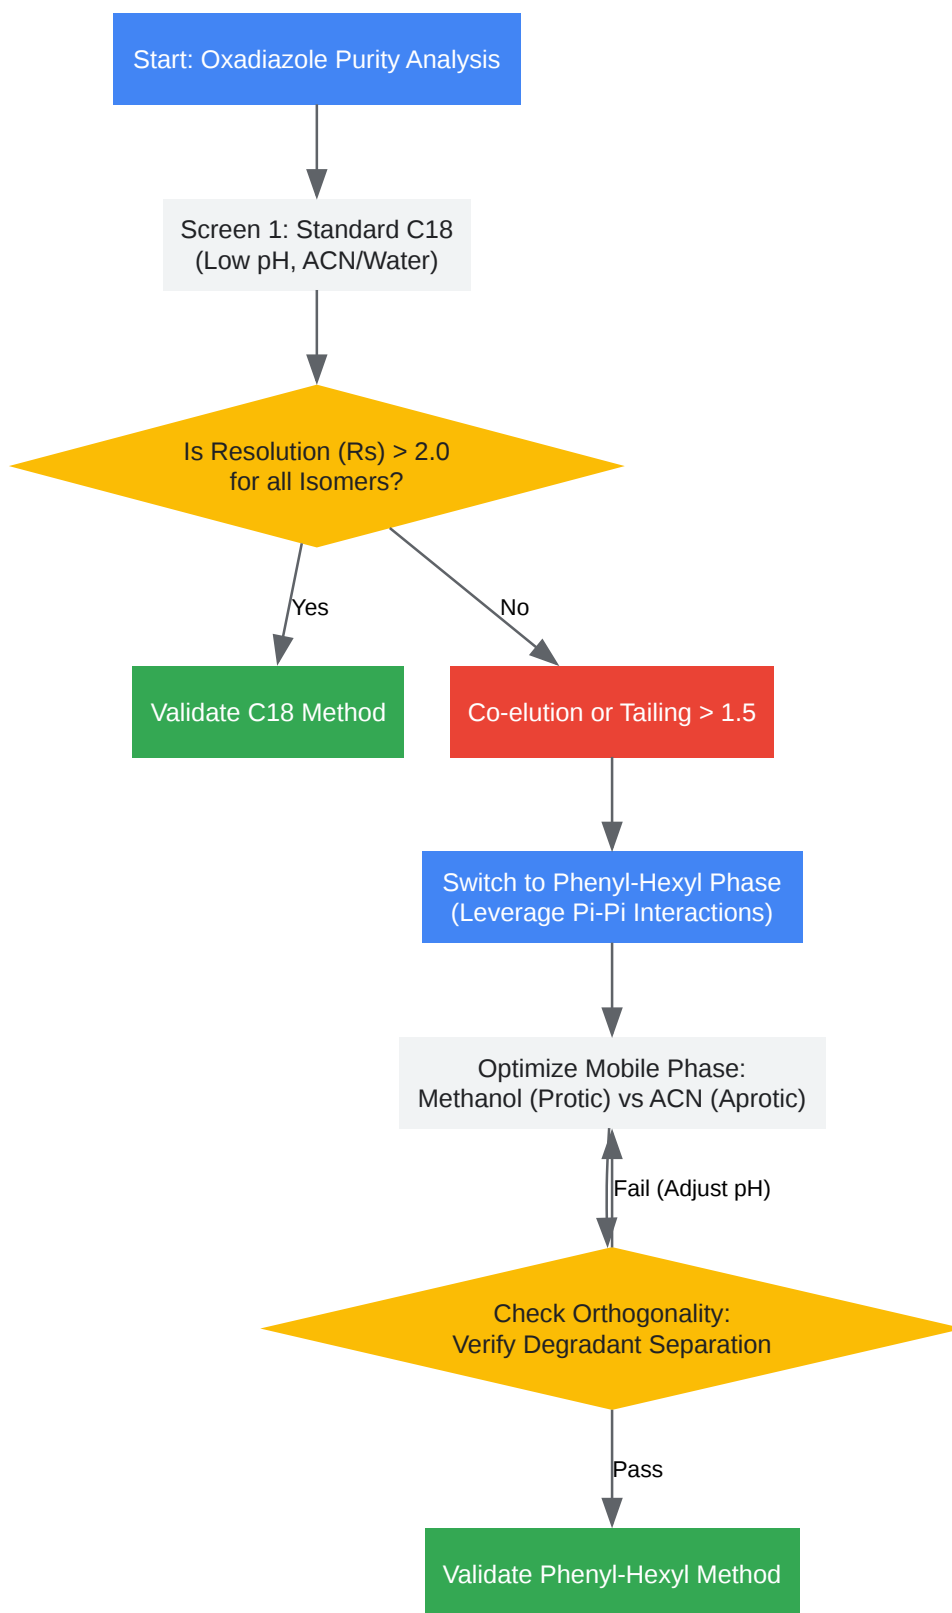 Start: Oxadiazole Purity Analysis
Screen 1: Standard C18
(Low pH, ACN/Water)
Is Resolution (Rs) > 2.0
for all Isomers?
Yes
No
Validate C18 Method
Co-elution or Tailing > 1.5
Switch to Phenyl-Hexyl Phase
(Leverage Pi-Pi Interactions)
Optimize Mobile Phase:
Methanol (Protic) vs ACN (Aprotic)
Fail (Adjust pH)
Check Orthogonality:
Verify Degradant Separation
Pass
Validate Phenyl-Hexyl Method